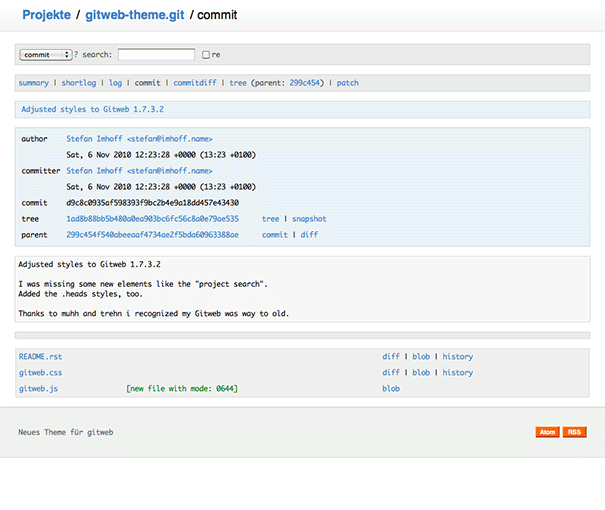 Projekte / gitweb-theme.git / commit
commit ? search: re
summary | shortlog | log | commit | commitdiff | tree (parent: 299c454) | patch
Adjusted styles to Gitweb 1.7.3.2
author Stefan Imhoff <stefan@imhoff.name>
Sat, 6 Nov 2010 12:23:28 +0000 (13:23 +0100)
committer Stefan Imhoff <stefan@imhoff.name>
Sat, 6 Nov 2010 12:23:28 +0000 (13:23 +0100)
commit d9c8c0935af598393f9bc2b4e9a18dd457e43430
tree 1ad8b88bb5b480a0ea903bc6fc56c8a0e79ae535 tree | snapshot
parent 299c454f540abeeaaf4734ae2f5bda60963388ae commit | diff
Adjusted styles to Gitweb 1.7.3.2
I was missing some new elements like the "project search".
Added the .heads styles, too.
Thanks to muhh and trehn i recognized my Gitweb was way to old.
README.rst diff | blob | history
gitweb.css diff | blob | history
gitweb.js [new file with mode: 0644] blob
Neues Theme für gitweb Atom RSS